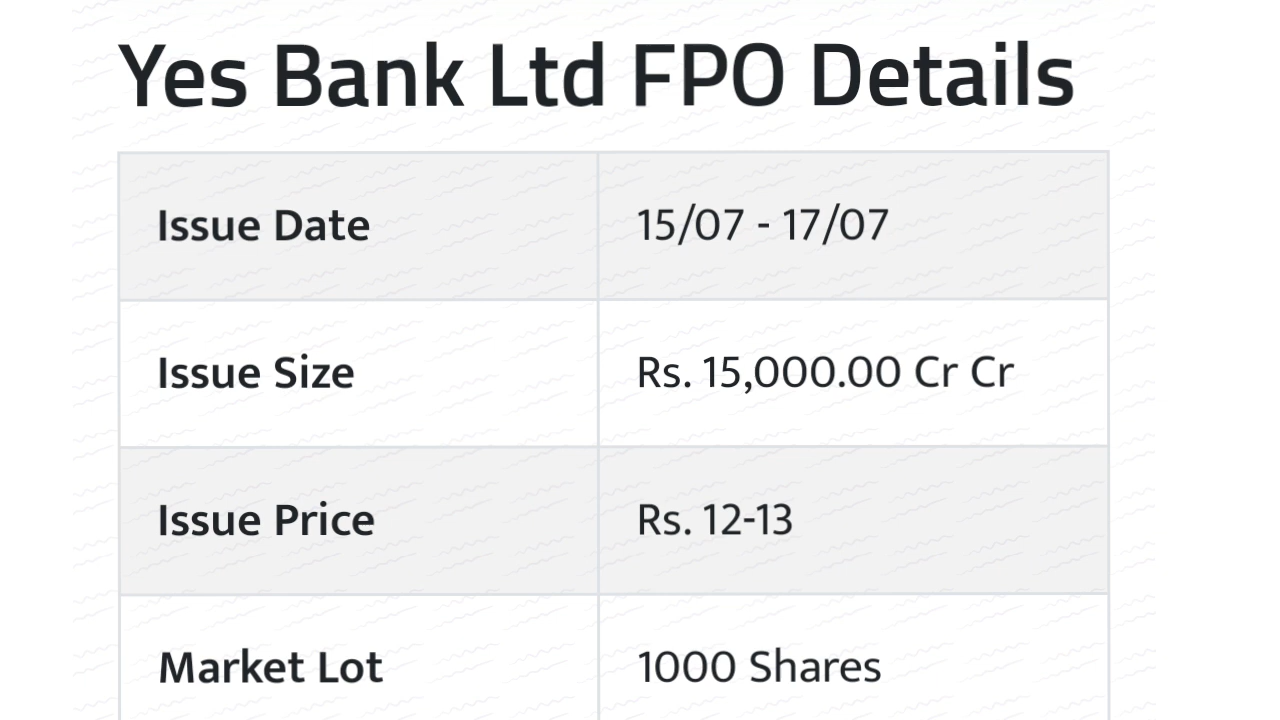 Yes Bank Ltd FPO Details
Issue Date 15/07 - 17/07
Issue Size Rs. 15,000.00 Cr Cr
Issue Price Rs. 12-13
Market Lot 1000 Shares